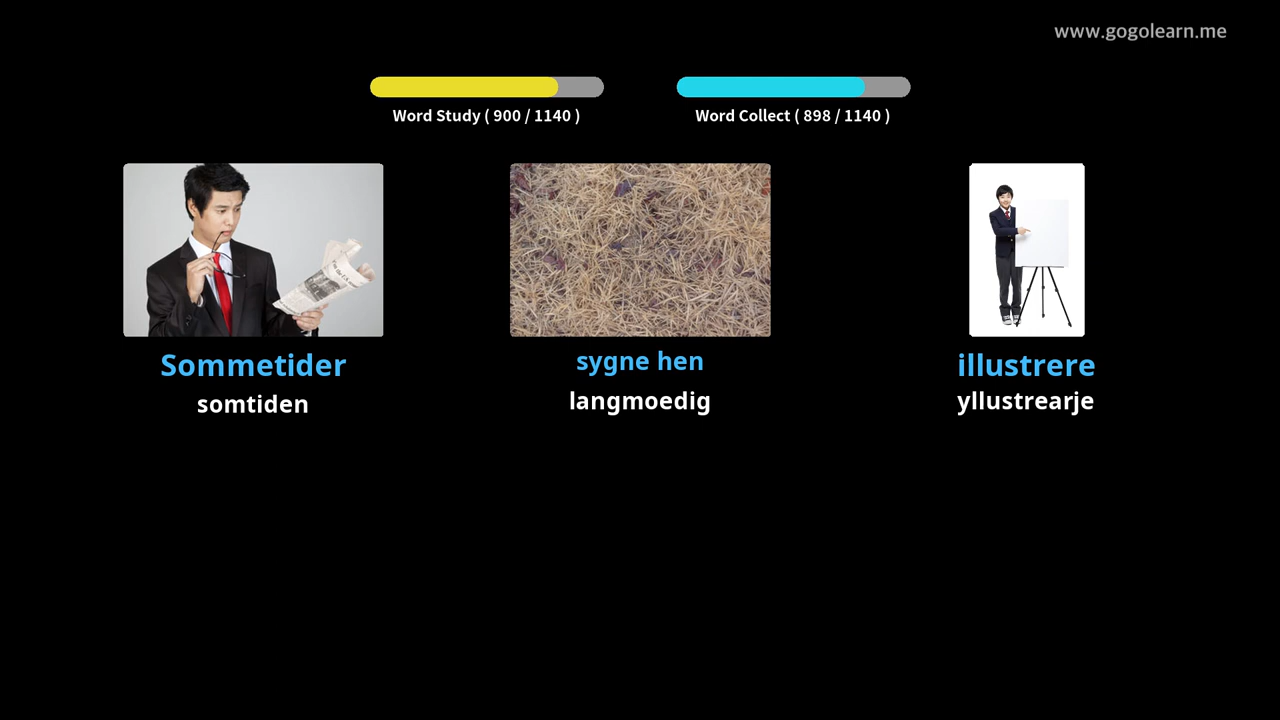 www.gogolearn.me
Word Study ( 900 / 1140 )
Word Collect ( 898 / 1140 )
Sommetider
somtiden
sygne hen
langmoedig
illustrere
yllustrearje